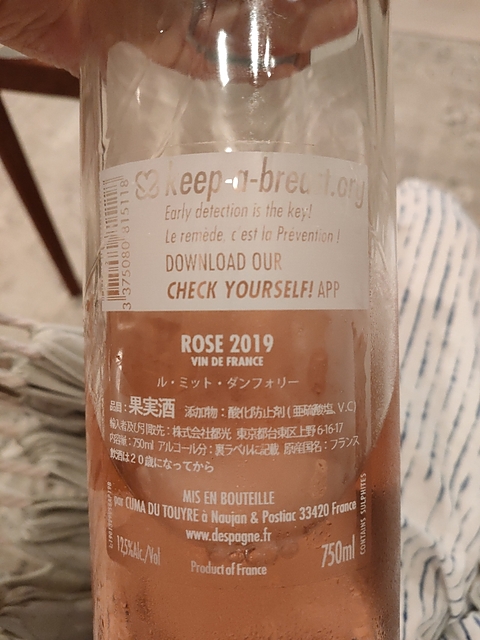 keep-a-breast.org
Early detection is the key!
Le remède, c'est la Prévention !
DOWNLOAD OUR
CHECK YOURSELF! APP
3 375080 815118
ROSE 2019
VIN DE FRANCE
ル・ミット・ダンフォリー
品目：果実酒 添加物：酸化防止剤(亜硫酸塩、V.C)
輸入者及び引取先：株式会社都光 東京都台東区上野6-16-17
内容量：750ml アルコール分：裏ラベルに記載 原産国名：フランス
飲酒は20歳になってから
MIS EN BOUTEILLE
par CUMA DU TOUYRE à Naujan & Postiac 33420 France
www.despagne.fr
12,5%Alc./Vol
750ml
Product of France
CONTAINS SULPHITES